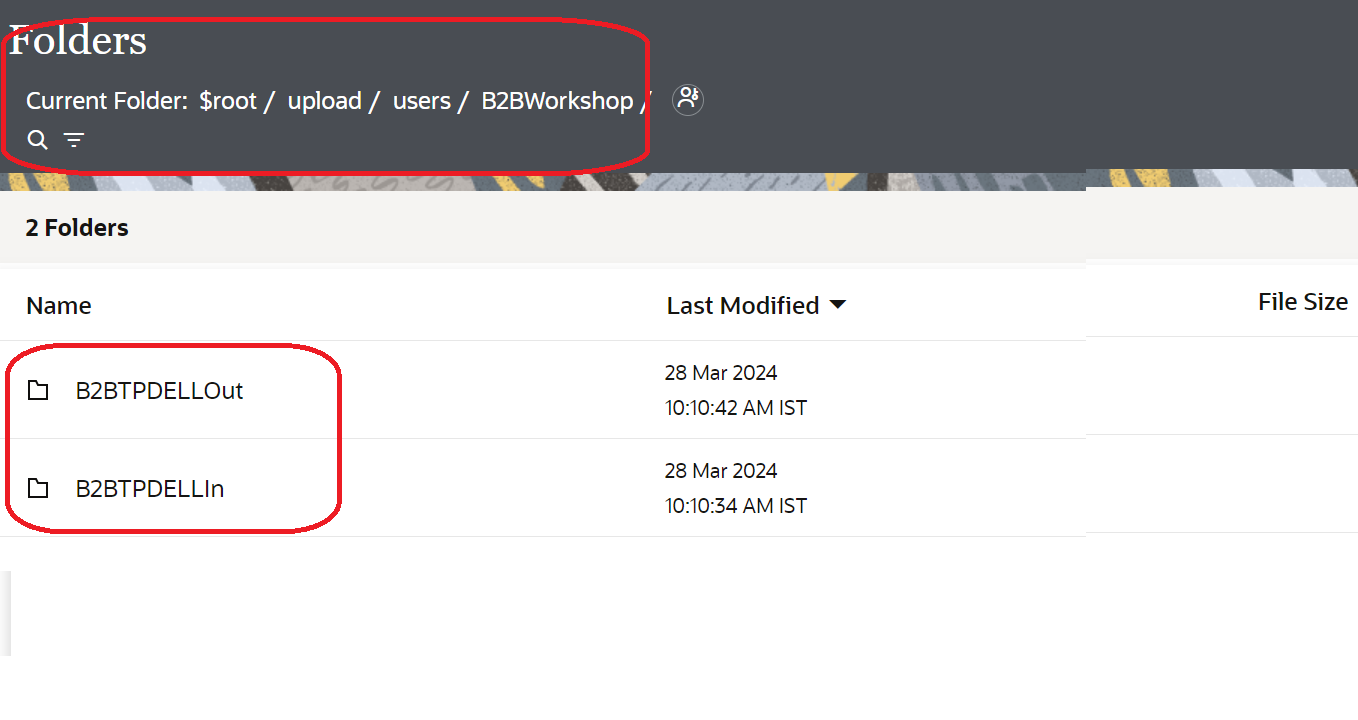 Folders
Current Folder: $root / upload / users / B2BWorkshop /
2 Folders
Name Last Modified File Size
B2BTPDELLOut 28 Mar 2024
10:10:42 AM IST
B2BTPDELLIn 28 Mar 2024
10:10:34 AM IST